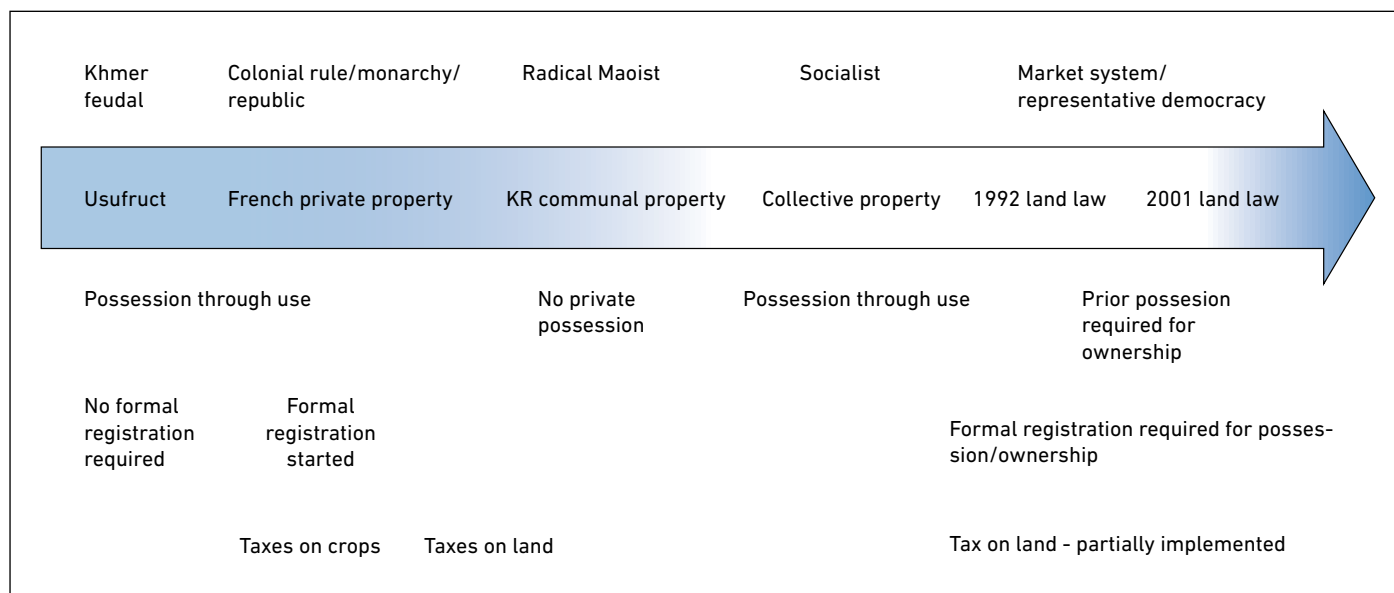 Khmer
feudal
Colonial rule/monarchy/
republic
Radical Maoist
Socialist
Market system/
representative democracy
Usufruct
French private property
KR communal property
Collective property
1992 land law
2001 land law
Possession through use
No private
possession
Possession through use
Prior possesion
required for
ownership
No formal
registration
required
Formal
registration
started
Formal registration required for posses-
sion/ownership
Taxes on crops
Taxes on land
Tax on land - partially implemented